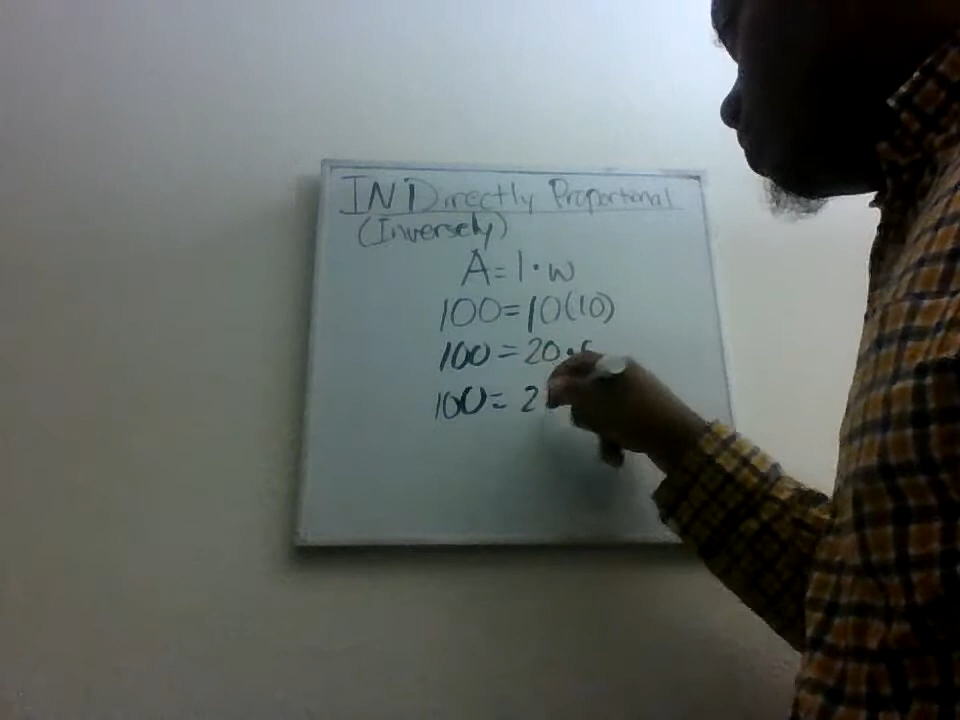 INDirectly Proportional
(Inversely)
A=l·w
100=10(10)
100=20·
100=2